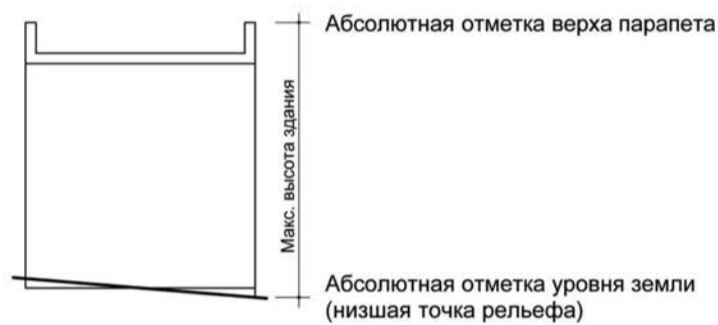 Абсолютная отметка верха парапета
Макс. высота здания
Абсолютная отметка уровня земли
(низшая точка рельефа)